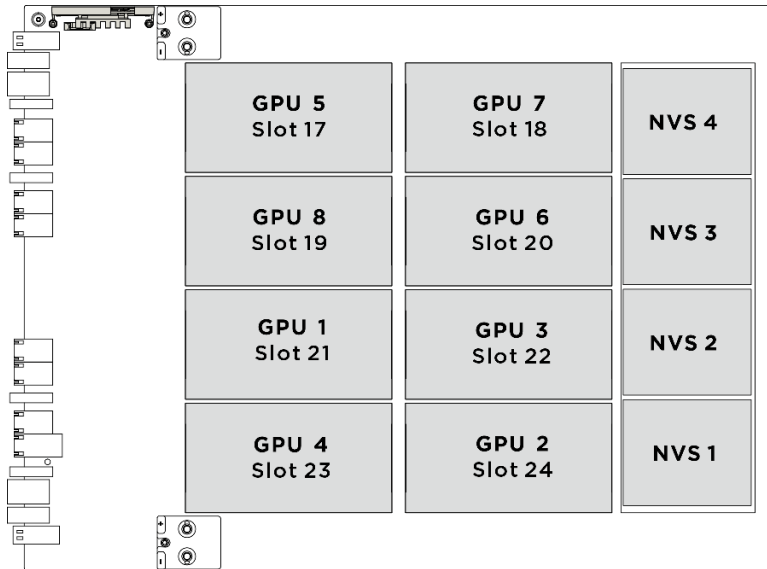 GPU 5
Slot 17
GPU 7
Slot 18
NVS 4
GPU 8
Slot 19
GPU 6
Slot 20
NVS 3
GPU 1
Slot 21
GPU 3
Slot 22
NVS 2
GPU 4
Slot 23
GPU 2
Slot 24
NVS 1